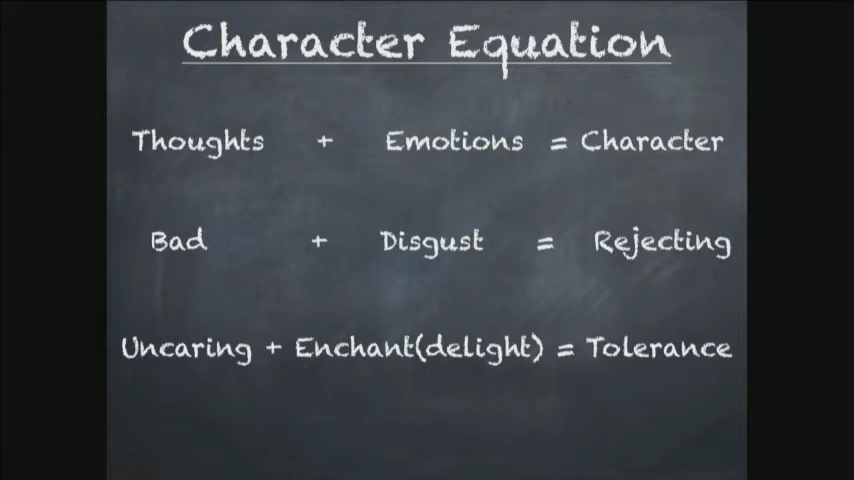 Character Equation
Thoughts + Emotions = Character
Bad + Disgust = Rejecting
Uncaring + Enchant(delight) = Tolerance